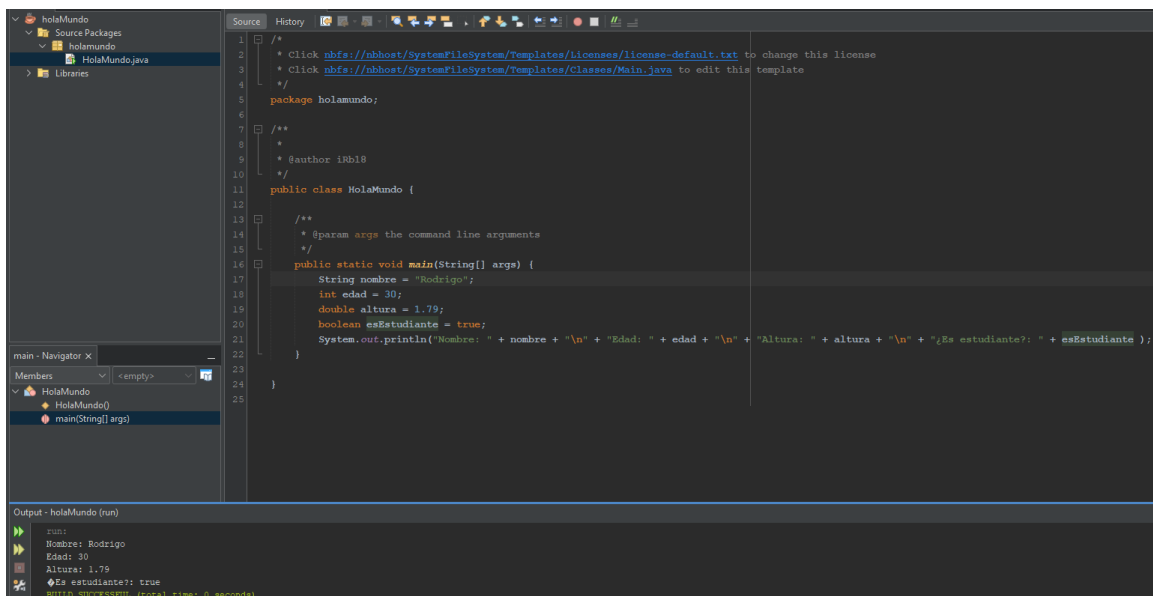 holaMundo
Source Packages
holamundo
HolaMundo.java
Libraries
Source History
1 /*
2 * Click nbfs://nbhost/SystemFileSystem/Templates/Licenses/license-default.txt to change this license
3 * Click nbfs://nbhost/SystemFileSystem/Templates/Classes/Main.java to edit this template
4 */
5 package holamundo;
6
7 /**
8 *
9 * @author iRb18
10 */
11 public class HolaMundo {
12
13 /**
14 * @param args the command line arguments
15 */
16 public static void main(String[] args) {
17 String nombre = "Rodrigo";
18 int edad = 30;
19 double altura = 1.79;
20 boolean esEstudiante = true;
21 System.out.println("Nombre: " + nombre + "\n" + "Edad: " + edad + "\n" + "Altura: " + altura + "\n" + "¿Es estudiante?: " + esEstudiante );
22 }
23
24 }
25
main - Navigator ×
Members <empty>
HolaMundo
HolaMundo()
main(String[] args)
Output - holaMundo (run)
run:
Nombre: Rodrigo
Edad: 30
Altura: 1.79
�Es estudiante?: true
BUILD SUCCESSFUL (total time: 0 seconds)